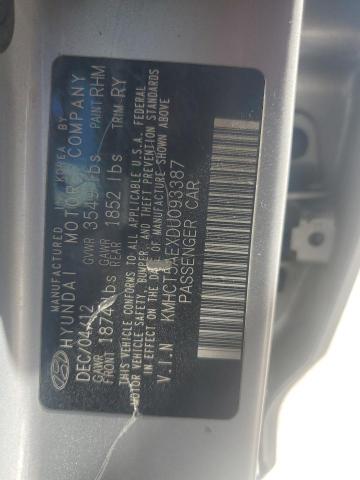 MANUFACTURED IN KOREA BY
HYUNDAI MOTOR COMPANY
DEC/04/12 GVWR 3549 lbs PAINT RHM
GAWR FRONT 1874 lbs GAWR REAR 1852 lbs TRIM RY
THIS VEHICLE CONFORMS TO ALL APPLICABLE U.S.A. FEDERAL
MOTOR VEHICLE SAFETY, BUMPER, AND THEFT PREVENTION STANDARDS
IN EFFECT ON THE DATE OF MANUFACTURE SHOWN ABOVE
V.I.N KMHCT5AEXDU093387
PASSENGER CAR